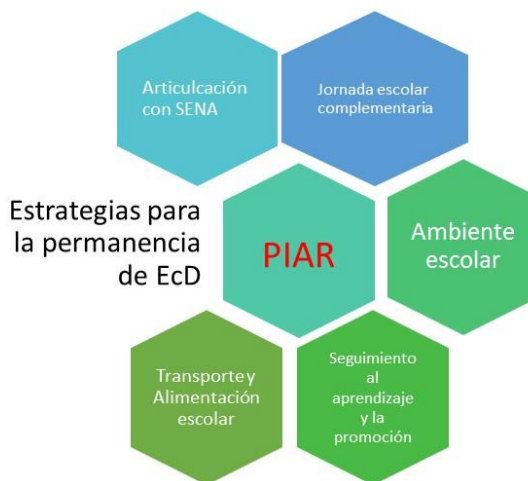 Articulcación
con SENA
Jornada escolar
complementaria
Estrategias para
la permanencia
de EcD
PIAR
Ambiente
escolar
Transporte y
Alimentación
escolar
Seguimiento
al
aprendizaje
y la
promoción